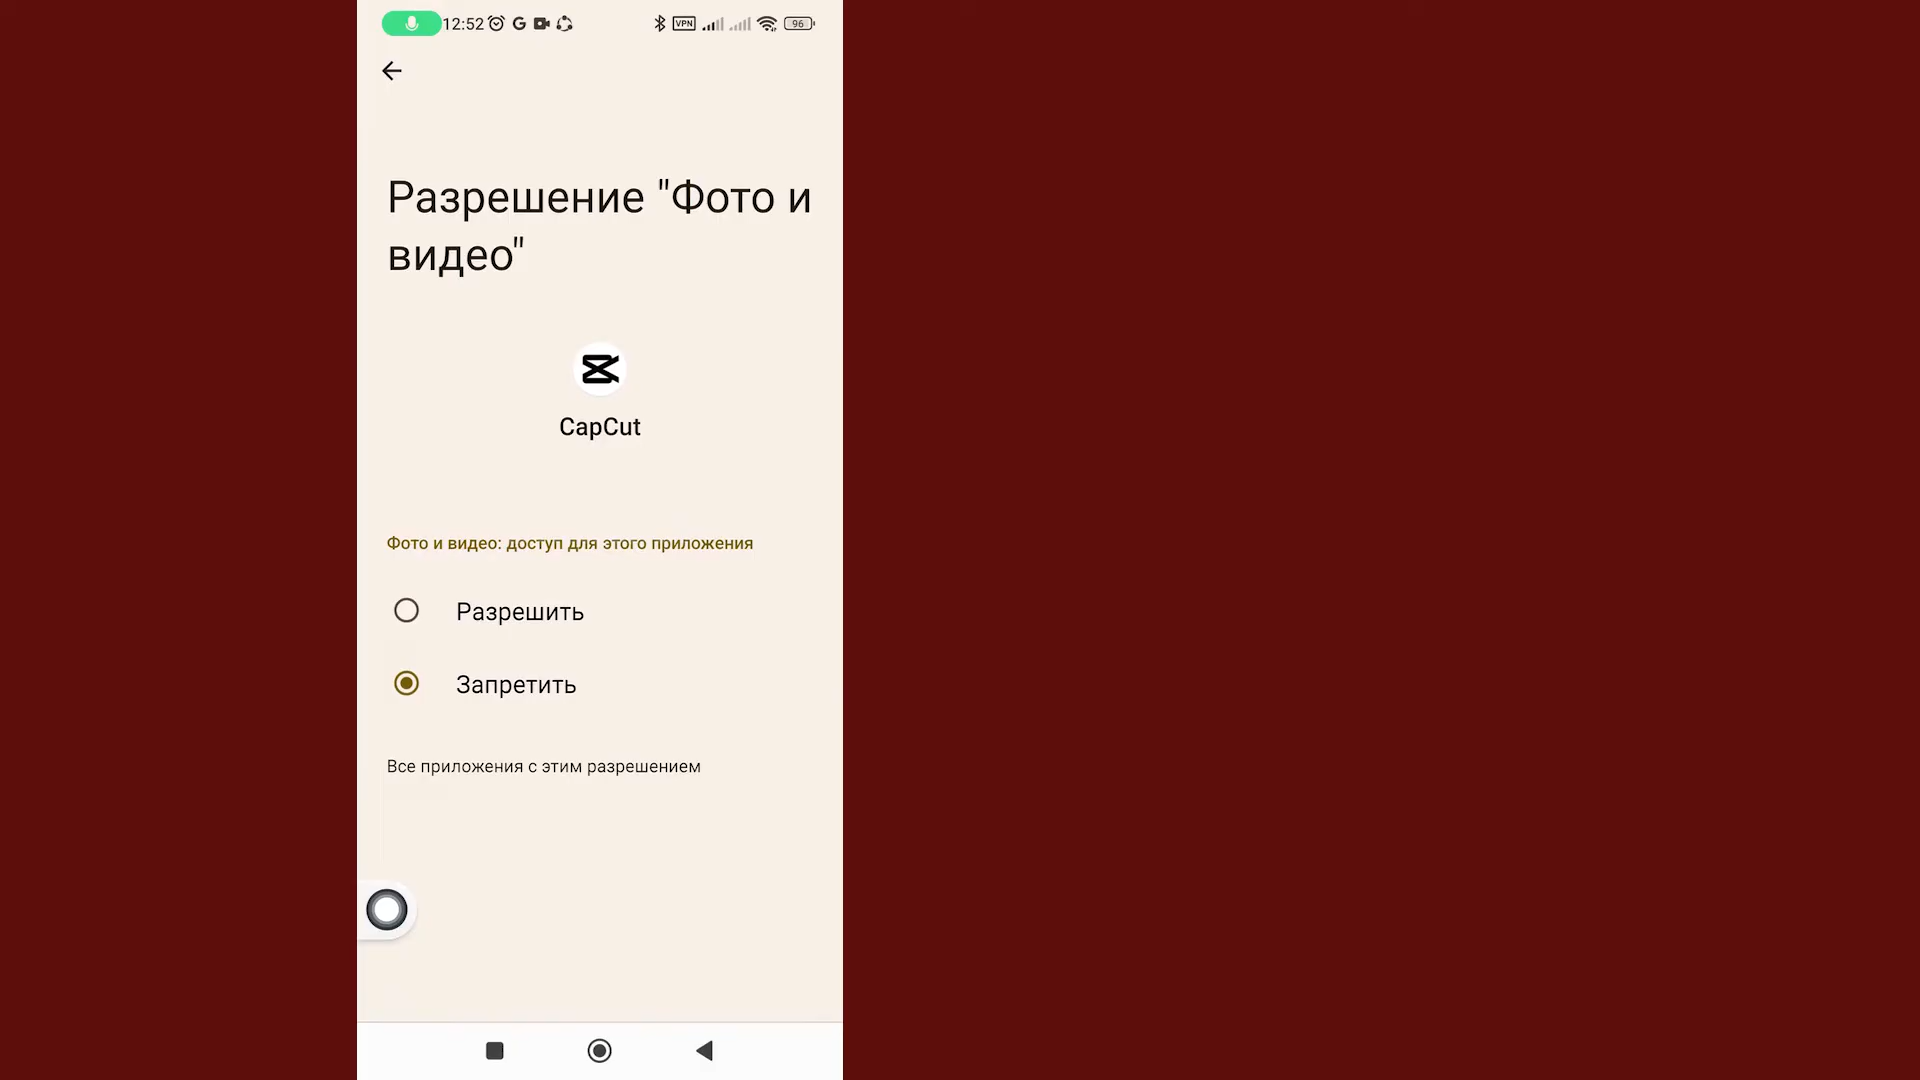 12:52 G VPN 96
Разрешение "Фото и
видео"
CapCut
Фото и видео: доступ для этого приложения
Разрешить
Запретить
Все приложения с этим разрешением